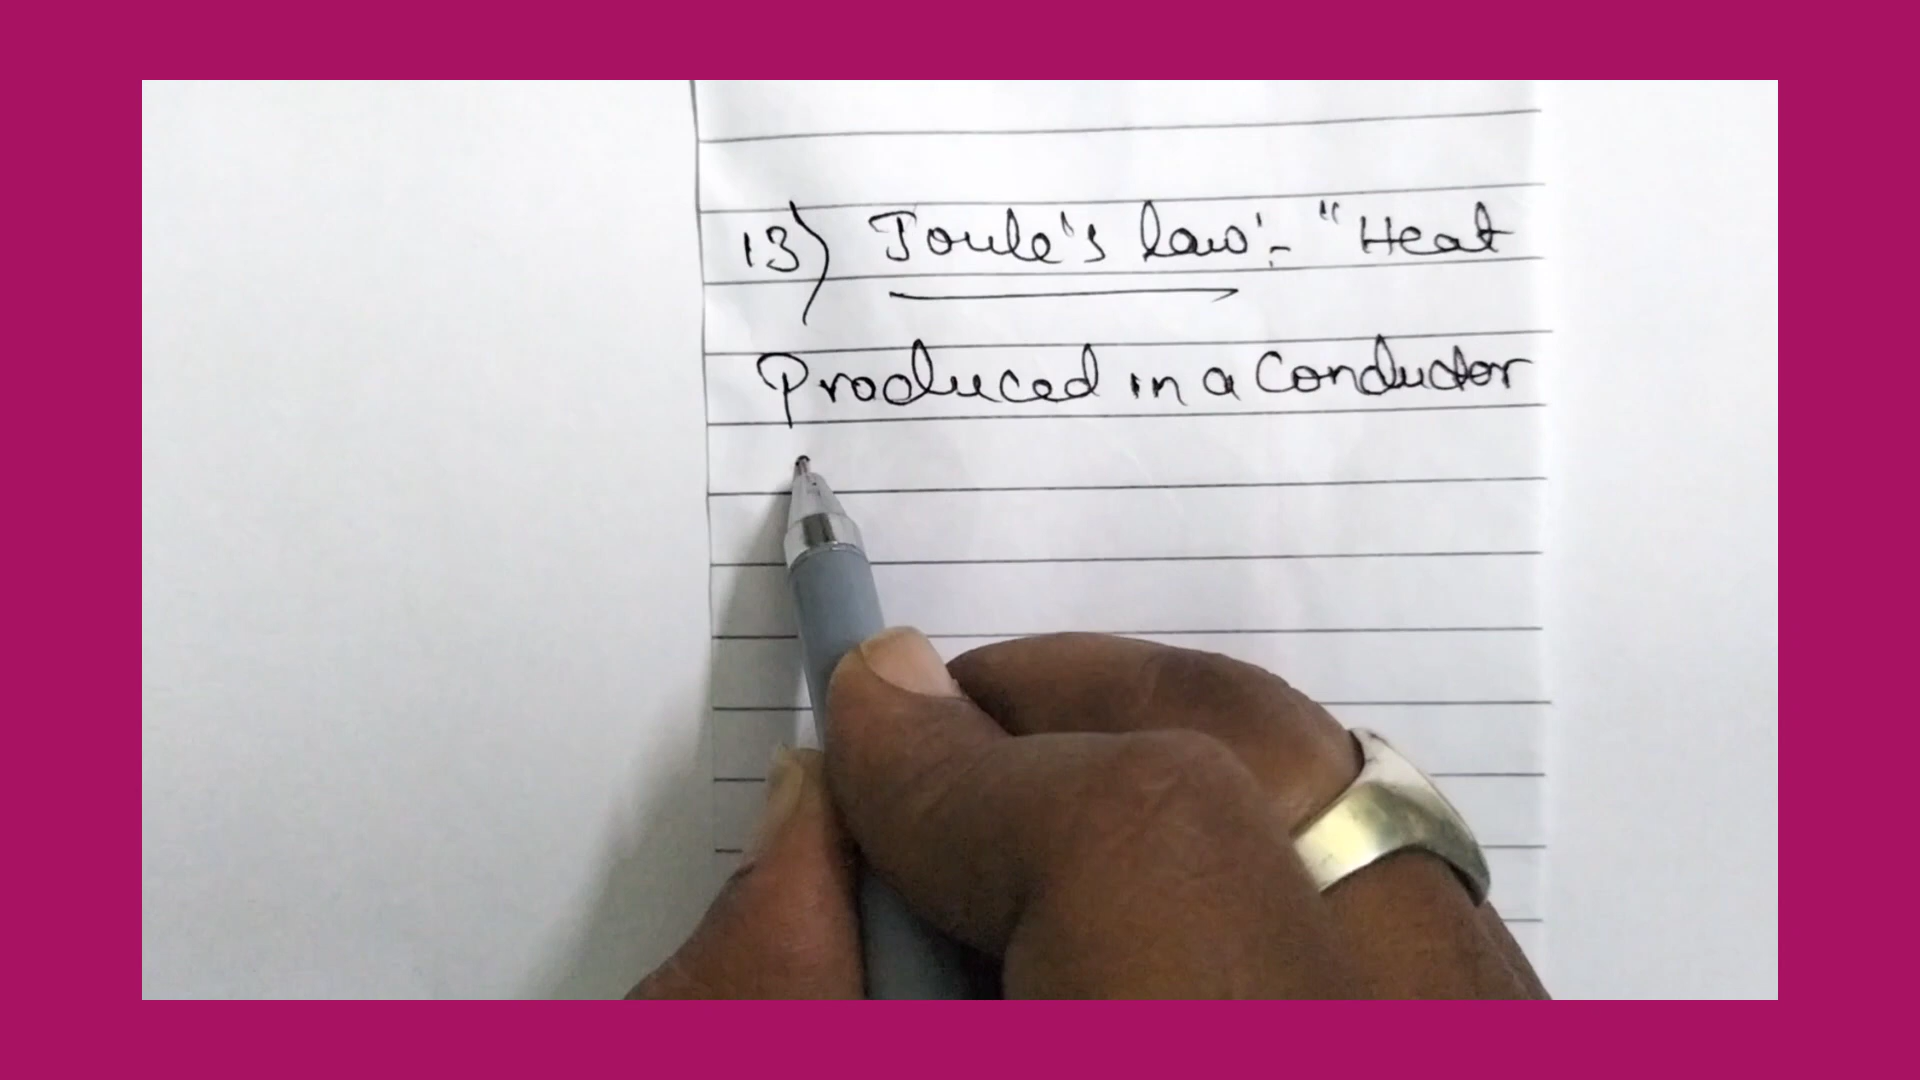 13) Joule's law:- "Heat
Produced in a Conductor